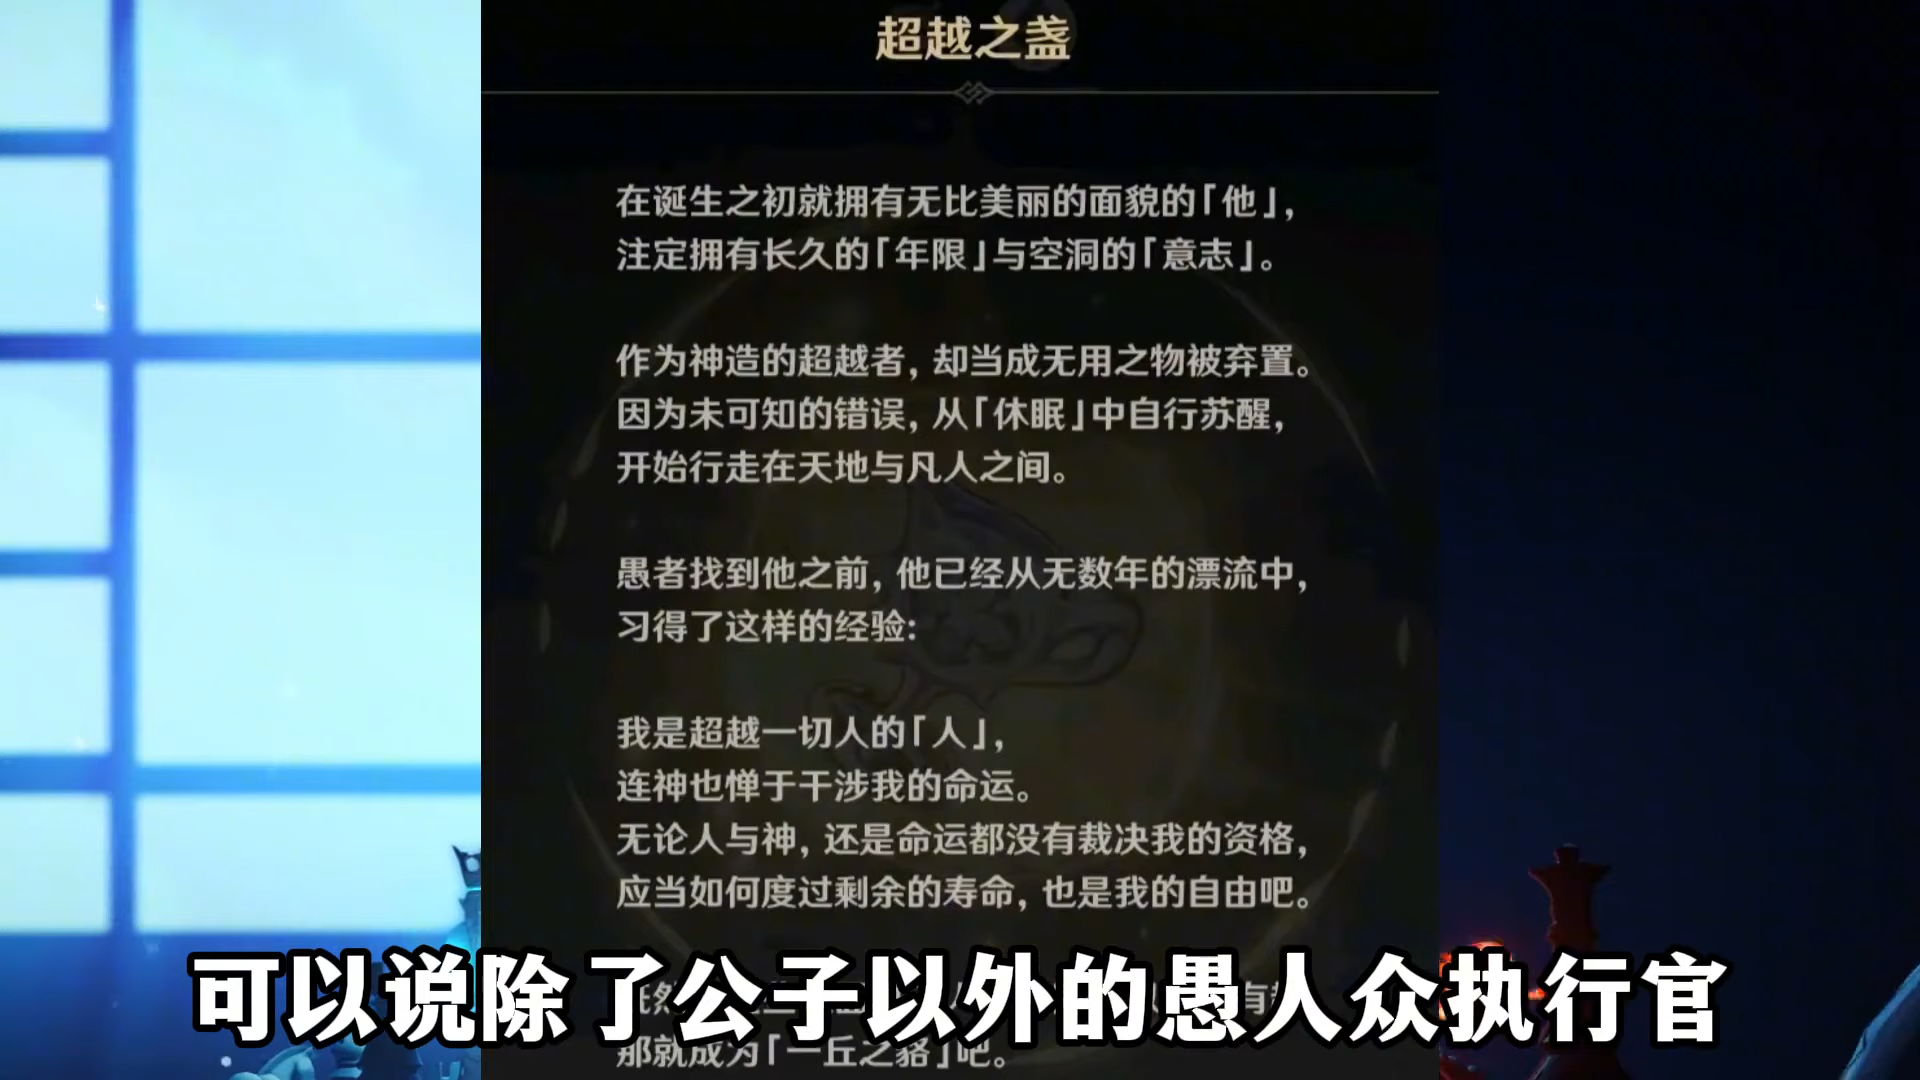 超越之盏
在诞生之初就拥有无比美丽的面貌的「他」,
注定拥有长久的「年限」与空洞的「意志」。
作为神造的超越者, 却当成无用之物被弃置。
因为未可知的错误, 从「休眠」中自行苏醒,
开始行走在天地与凡人之间。
愚者找到他之前, 他已经从无数年的漂流中,
习得了这样的经验:
我是超越一切人的「人」,
连神也惮于干涉我的命运。
无论人与神, 还是命运都没有裁决我的资格,
应当如何度过剩余的寿命, 也是我的自由吧。
可以说除了公子以外的愚人众执行官
那就成为「一丘之貉」吧。